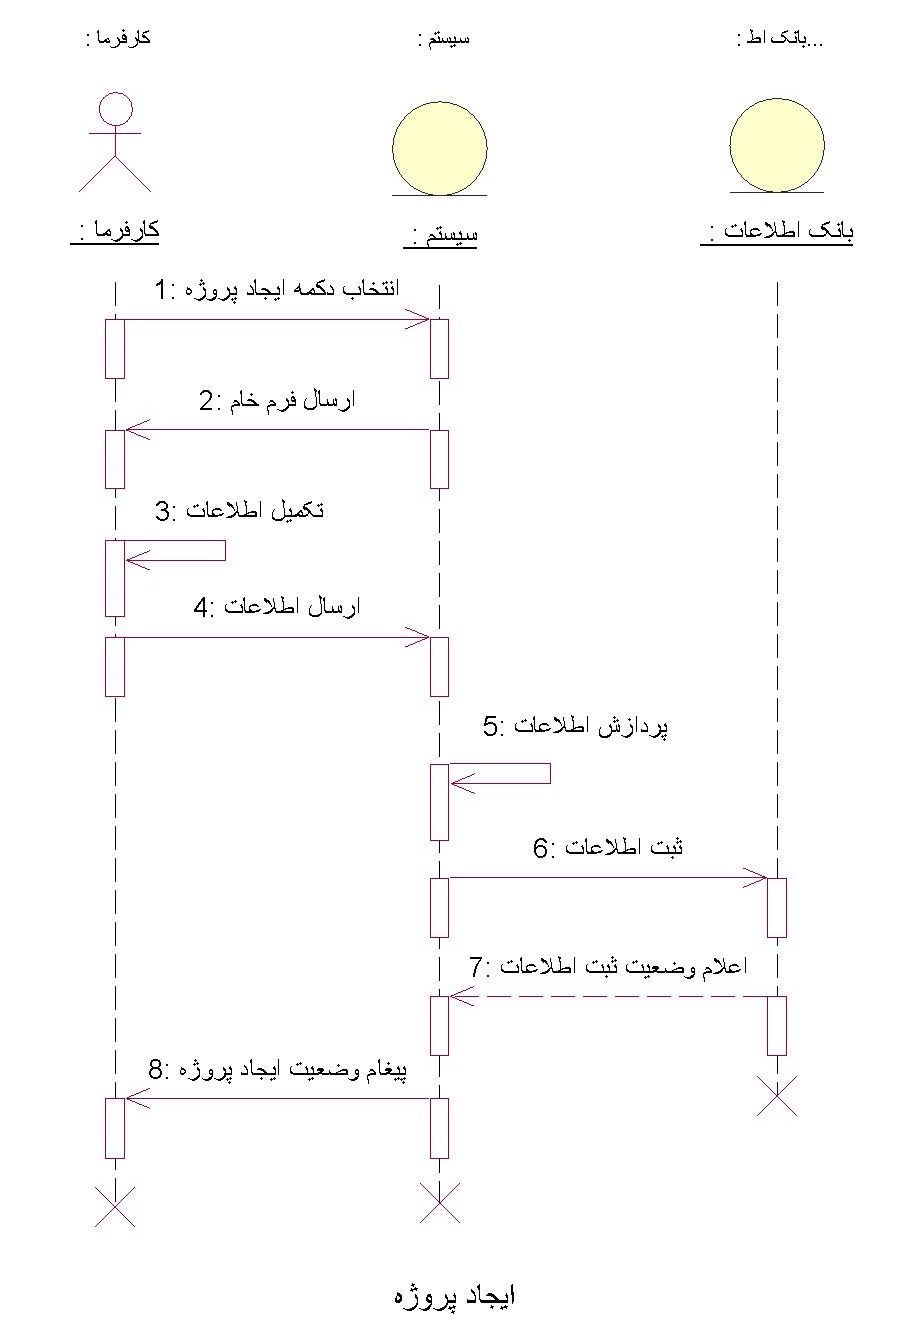 کارفرما :
سیستم :
بانک اط... :
کارفرما :
سیستم :
بانک اطلاعات :
1: انتخاب دکمه ایجاد پروژه
2: ارسال فرم خام
3: تکمیل اطلاعات
4: ارسال اطلاعات
5: پردازش اطلاعات
6: ثبت اطلاعات
7: اعلام وضعیت ثبت اطلاعات
8: پیغام وضعیت ایجاد پروژه
ایجاد پروژه